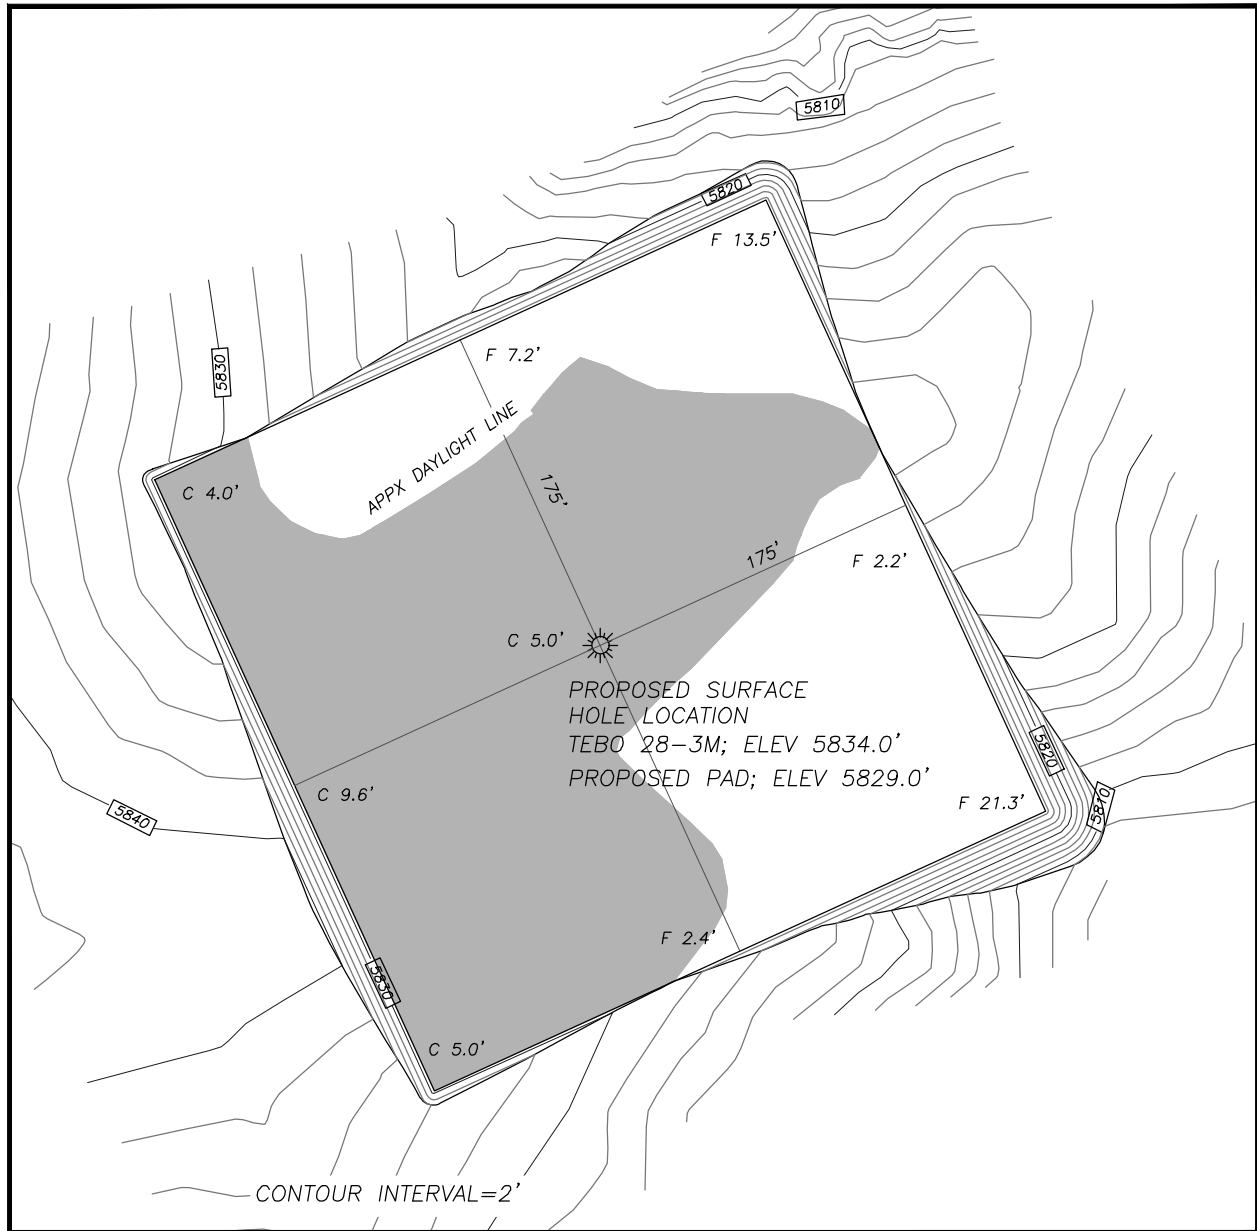 5810
5820
F 13.5'
F 7.2'
5830
APPX DAYLIGHT LINE
C 4.0'
175'
175'
F 2.2'
C 5.0'
PROPOSED SURFACE
HOLE LOCATION
TEBO 28-3M; ELEV 5834.0'
PROPOSED PAD; ELEV 5829.0'
5820
C 9.6'
F 21.3'
5810
5840
F 2.4'
5830
C 5.0'
CONTOUR INTERVAL=2'